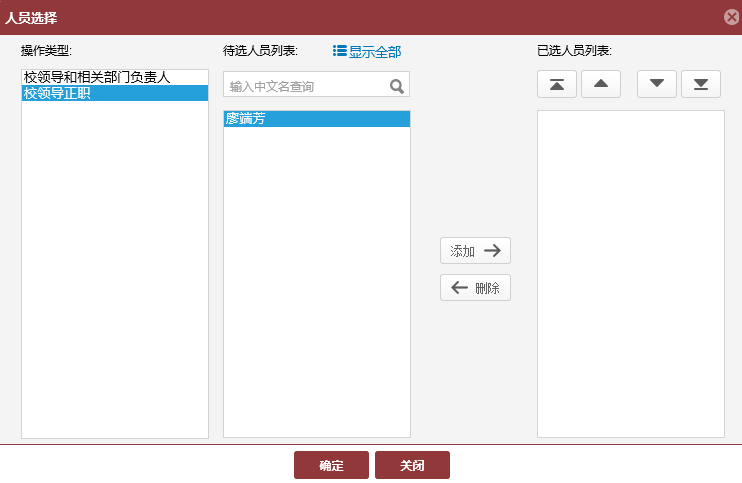 人员选择
操作类型:
待选人员列表:
显示全部
已选人员列表:
校领导和相关部门负责人
校领导正职
输入中文名查询
廖端芳
添加
删除
确定
关闭